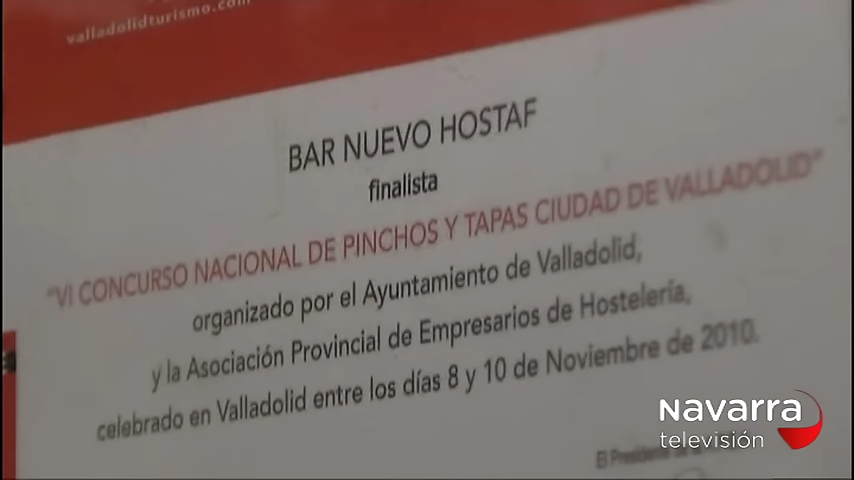 valladolidturismo.com
BAR NUEVO HOSTAF
finalista
"VI CONCURSO NACIONAL DE PINCHOS Y TAPAS CIUDAD DE VALLADOLID"
organizado por el Ayuntamiento de Valladolid,
y la Asociación Provincial de Empresarios de Hostelería,
celebrado en Valladolid entre los días 8 y 10 de Noviembre de 2010.
El Presidente
Navarra
televisión